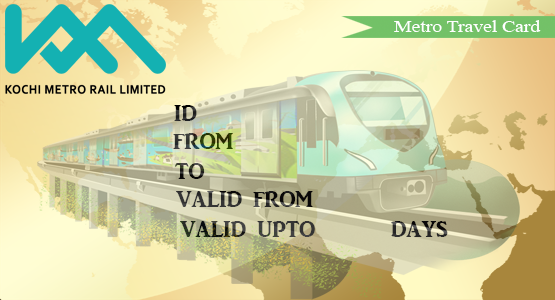 Metro Travel Card
KOCHI METRO RAIL LIMITED
ID
FROM
TO
VALID FROM
VALID UPTO DAYS